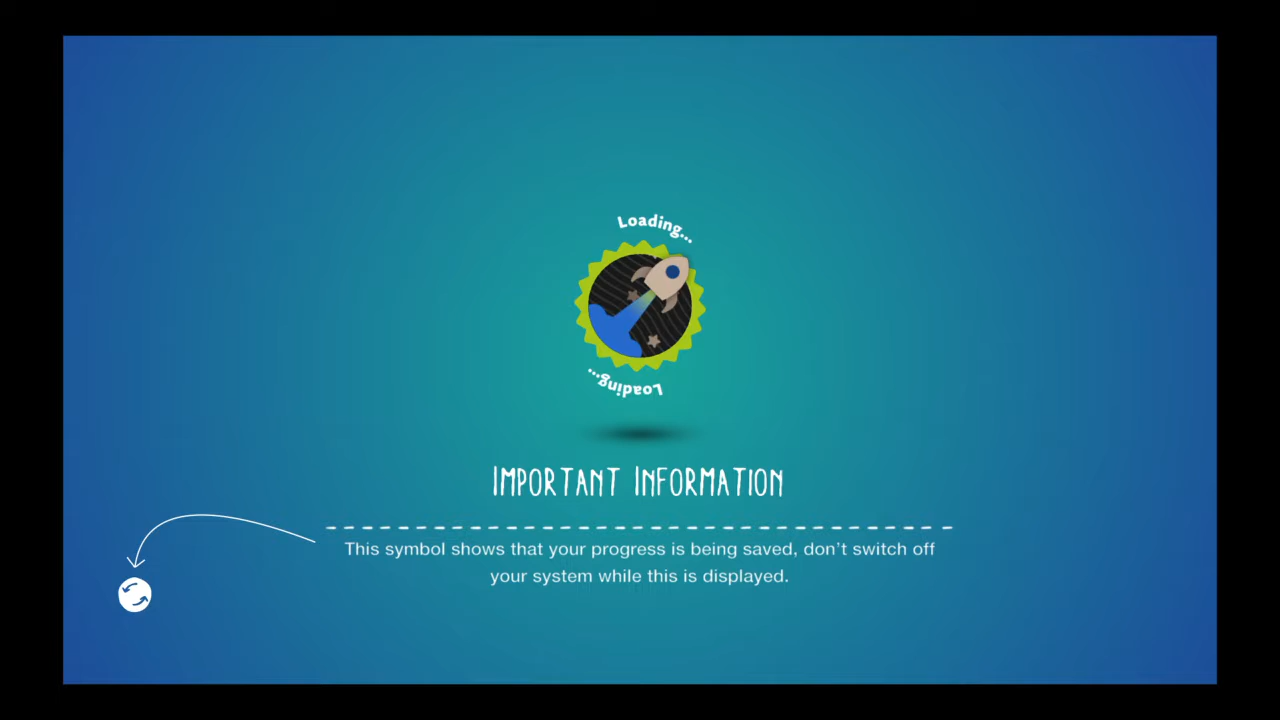 Loading...
Loading...
Important Information
This symbol shows that your progress is being saved, don't switch off
your system while this is displayed.